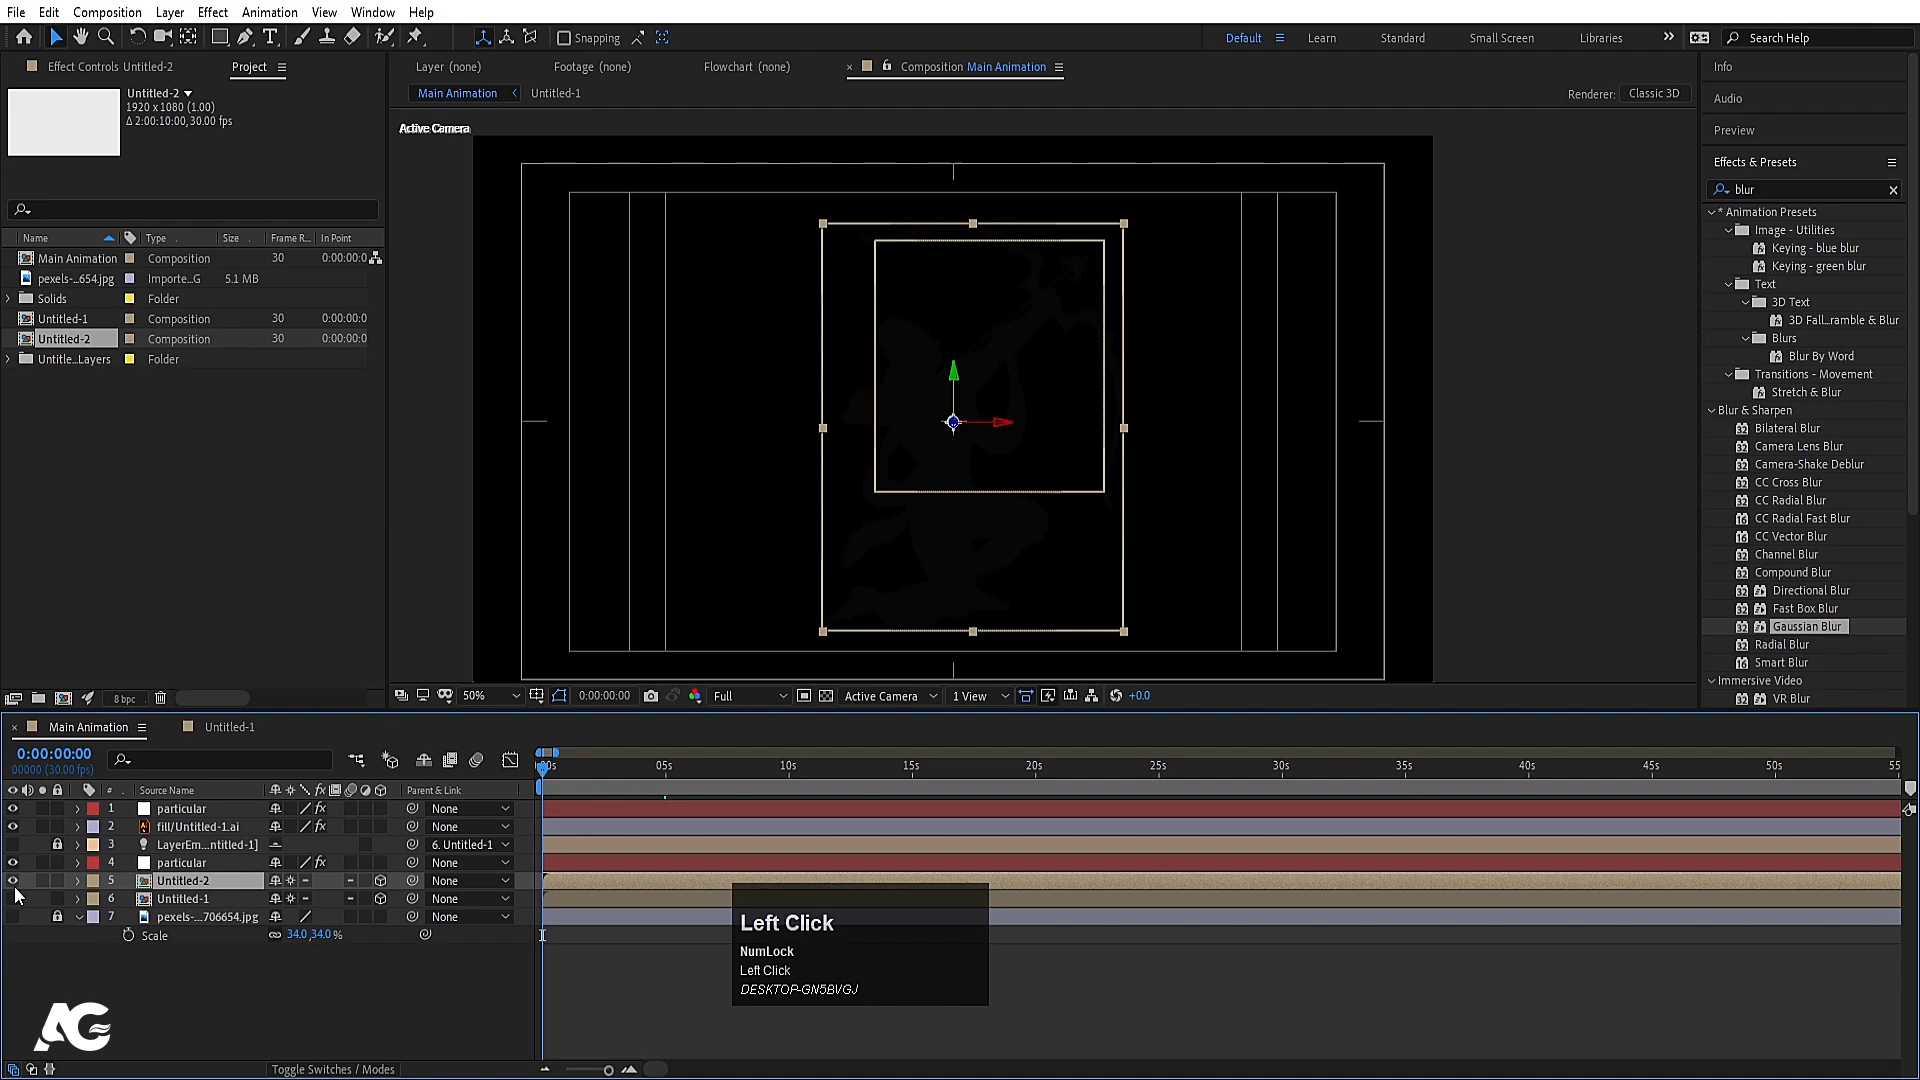 File Edit Composition Layer Effect Animation View Window Help
Snapping Default Learn Standard Small Screen Libraries Search Help
Effect Controls Untitled-2 Project
Layer (none) Footage (none) Flowchart (none) Composition Main Animation
Info
Untitled-2
1920 x 1080 (1.00)
Δ 2:00:10:00, 30.00 fps
Main Animation Untitled-1
Renderer: Classic 3D
Audio
Active Camera
Preview
Effects & Presets
blur
Name Type Size Frame R... In Point
Main Animation Composition 30 0:00:00:0
pexels-...654.jpg Importe...G 5.1 MB
Solids Folder
Untitled-1 Composition 30 0:00:00:0
Untitled-2 Composition 30 0:00:00:0
Untitle...Layers Folder
* Animation Presets
Image - Utilities
Keying - blue blur
Keying - green blur
Text
3D Text
3D Fall...ramble & Blur
Blurs
Blur By Word
Transitions - Movement
Stretch & Blur
Blur & Sharpen
Bilateral Blur
Camera Lens Blur
Camera-Shake Deblur
CC Cross Blur
CC Radial Blur
CC Radial Fast Blur
CC Vector Blur
Channel Blur
Compound Blur
Directional Blur
Fast Box Blur
Gaussian Blur
Radial Blur
Smart Blur
Immersive Video
VR Blur
8 bpc
50% 0:00:00:00 Full Active Camera 1 View +0.0
Main Animation Untitled-1
0:00:00:00
00000 (30.00 fps)
00s 05s 10s 15s 20s 25s 30s 35s 40s 45s 50s 55
# Source Name fx Parent & Link
1 particular fx None
2 fill/Untitled-1.ai fx None
3 LayerEm...ntitled-1] 6. Untitled-1
4 particular fx None
5 Untitled-2 None
6 Untitled-1 None
7 pexels-...706654.jpg None
Scale 34.0,34.0%
Left Click
NumLock
Left Click
DESKTOP-GN5BVGJ
AG
Toggle Switches / Modes